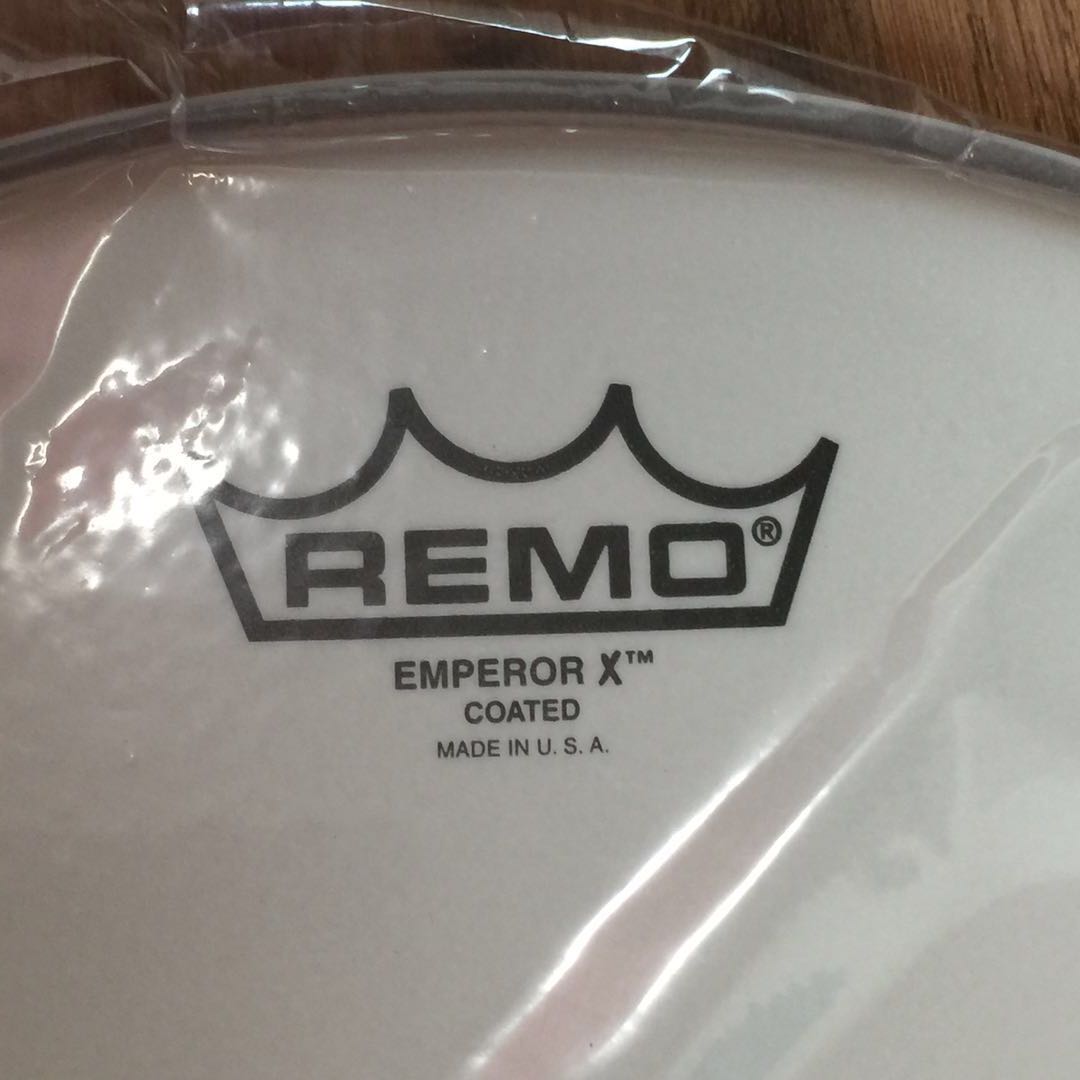 REMO®
EMPEROR X™
COATED
MADE IN U. S. A.